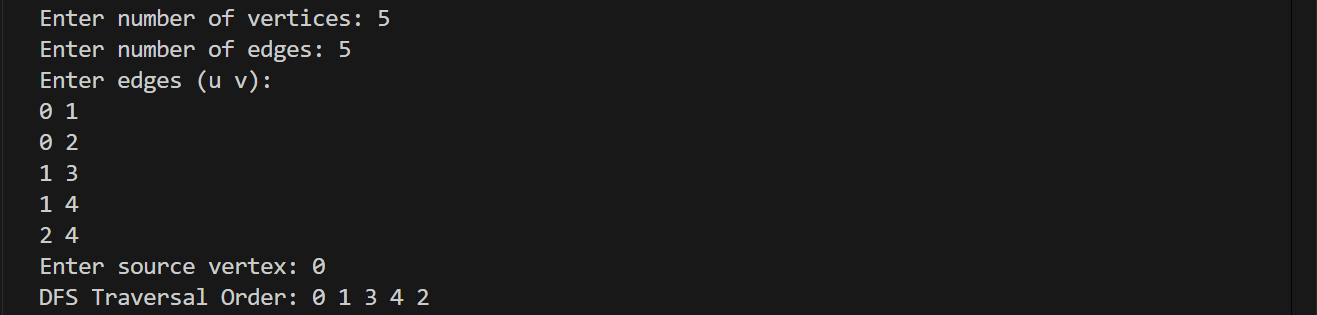 Enter number of vertices: 5
Enter number of edges: 5
Enter edges (u v):
0 1
0 2
1 3
1 4
2 4
Enter source vertex: 0
DFS Traversal Order: 0 1 3 4 2